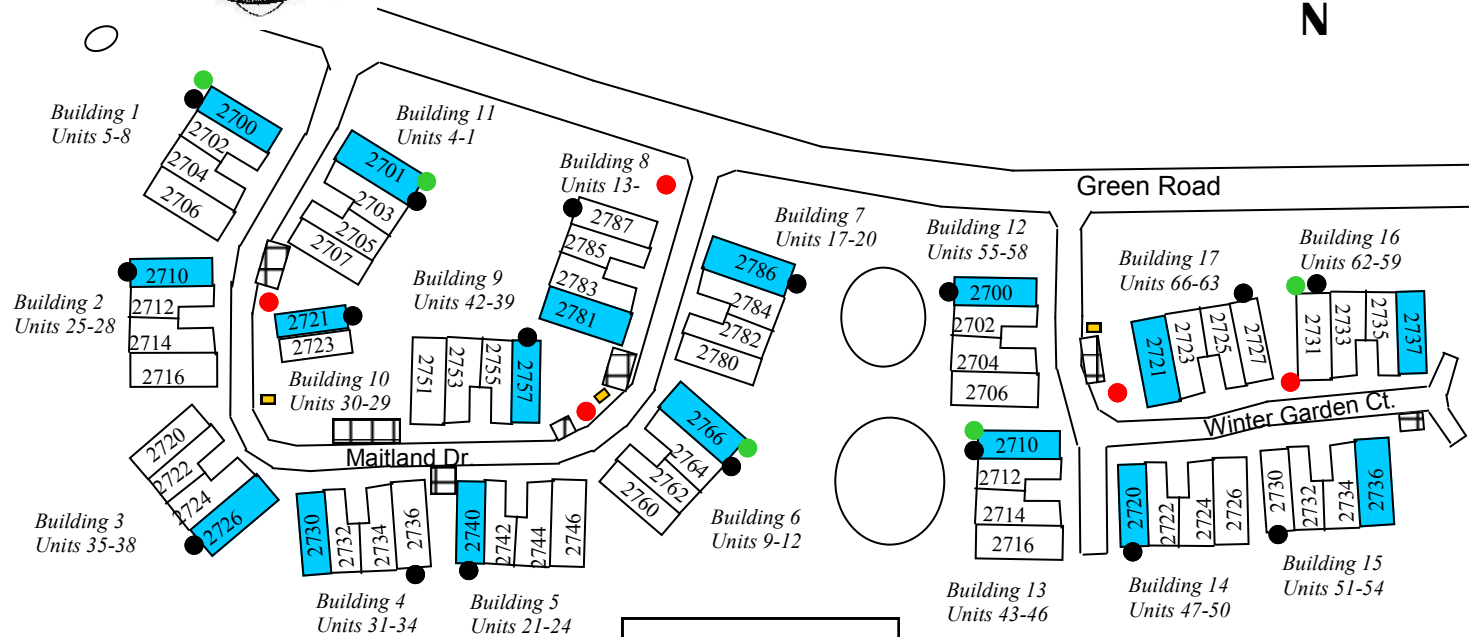 N
Green Road
Building 1
Units 5-8
2700
2702
2704
2706
Building 11
Units 4-1
2701
2703
2705
2707
Building 8
Units 13-
2787
2785
2783
2781
Building 7
Units 17-20
2786
2784
2782
2780
Building 12
Units 55-58
2700
2702
2704
2706
Building 17
Units 66-63
2721
2723
2725
2727
Building 16
Units 62-59
2731
2733
2735
2737
Building 2
Units 25-28
2710
2712
2714
2716
2721
2723
Building 10
Units 30-29
Building 9
Units 42-39
2751
2753
2755
2757
Maitland Dr.
Winter Garden Ct.
2720
2722
2724
2726
Building 3
Units 35-38
2730
2732
2734
2736
Building 4
Units 31-34
2740
2742
2744
2746
Building 5
Units 21-24
2766
2764
2762
2760
Building 6
Units 9-12
2710
2712
2714
2716
Building 13
Units 43-46
2720
2722
2724
2726
Building 14
Units 47-50
2730
2732
2734
2736
Building 15
Units 51-54